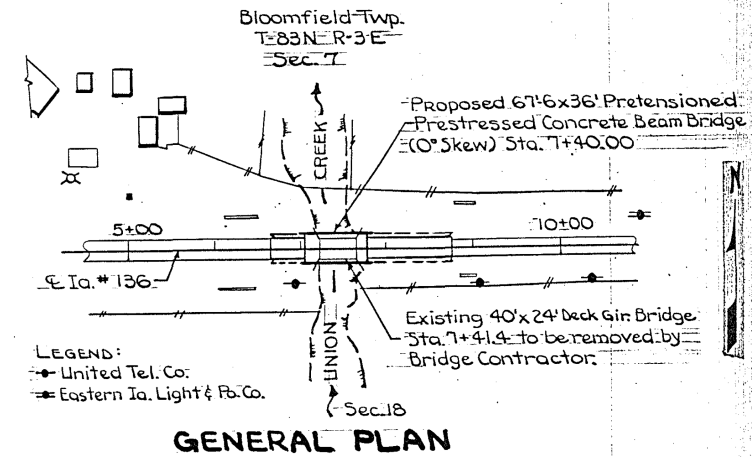 Bloomfield Twp.
T-83N R-3E
Sec. 7
Proposed 67'-6x36' Pretensioned
Prestressed Concrete Beam Bridge
(0° Skew) Sta. 7+40.00
CREEK
N
5+00
10+00
℄ Ia. #136
Existing 40'x24' Deck Gir. Bridge
Sta. 7+41.4 to be removed by
Bridge Contractor.
UNION
LEGEND:
United Tel. Co.
Eastern Ia. Light & Po. Co.
Sec. 18
GENERAL PLAN